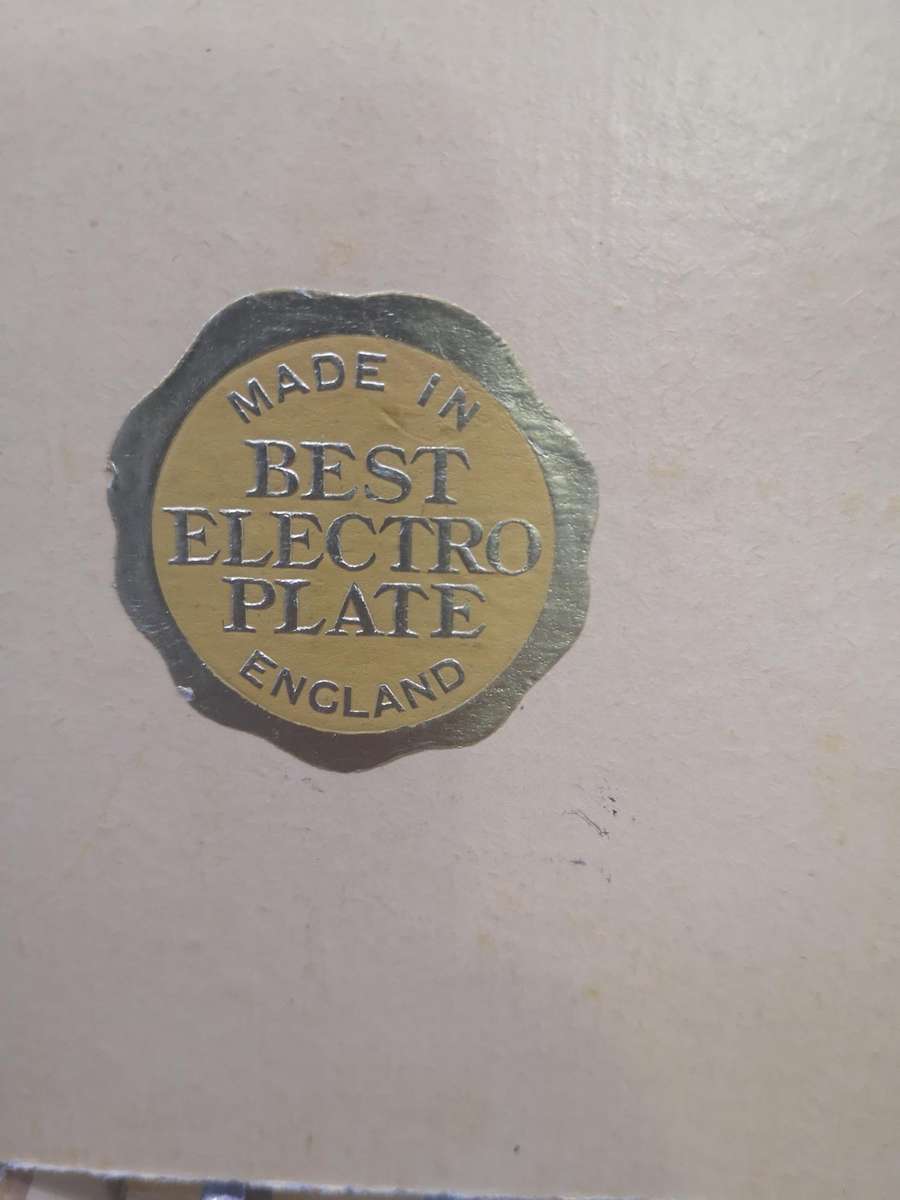 MADE IN
BEST
ELECTRO
PLATE
ENGLAND